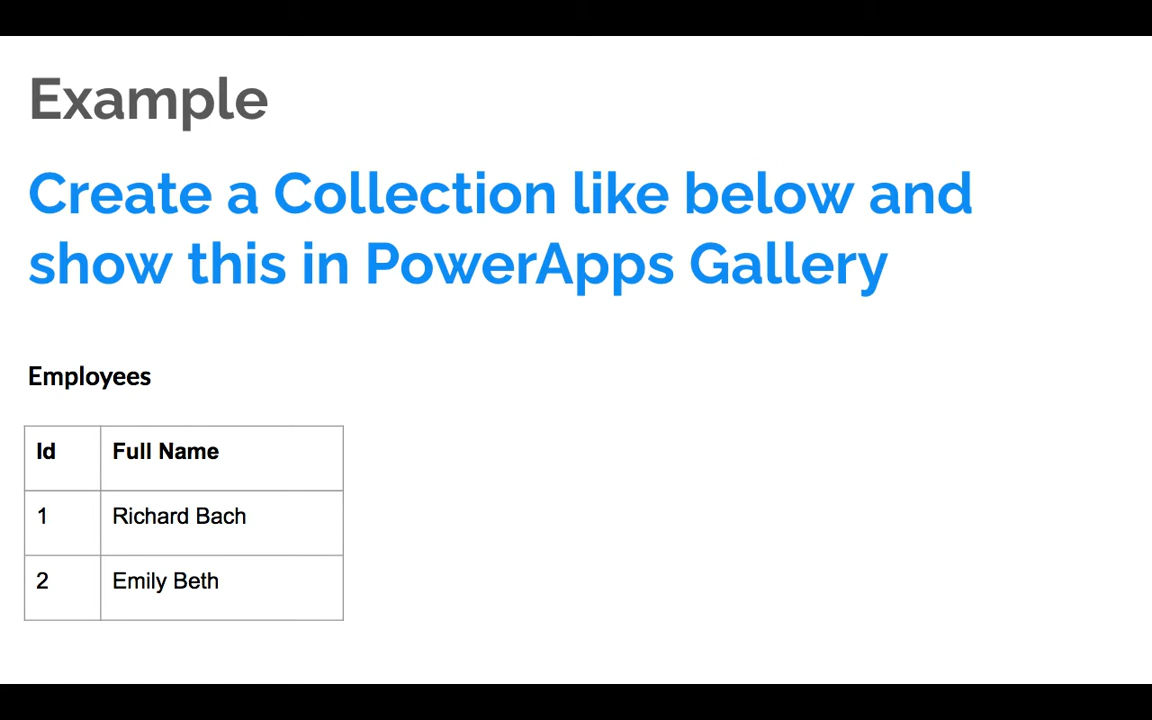 Example
Create a Collection like below and
show this in PowerApps Gallery
Employees
Id Full Name
1 Richard Bach
2 Emily Beth